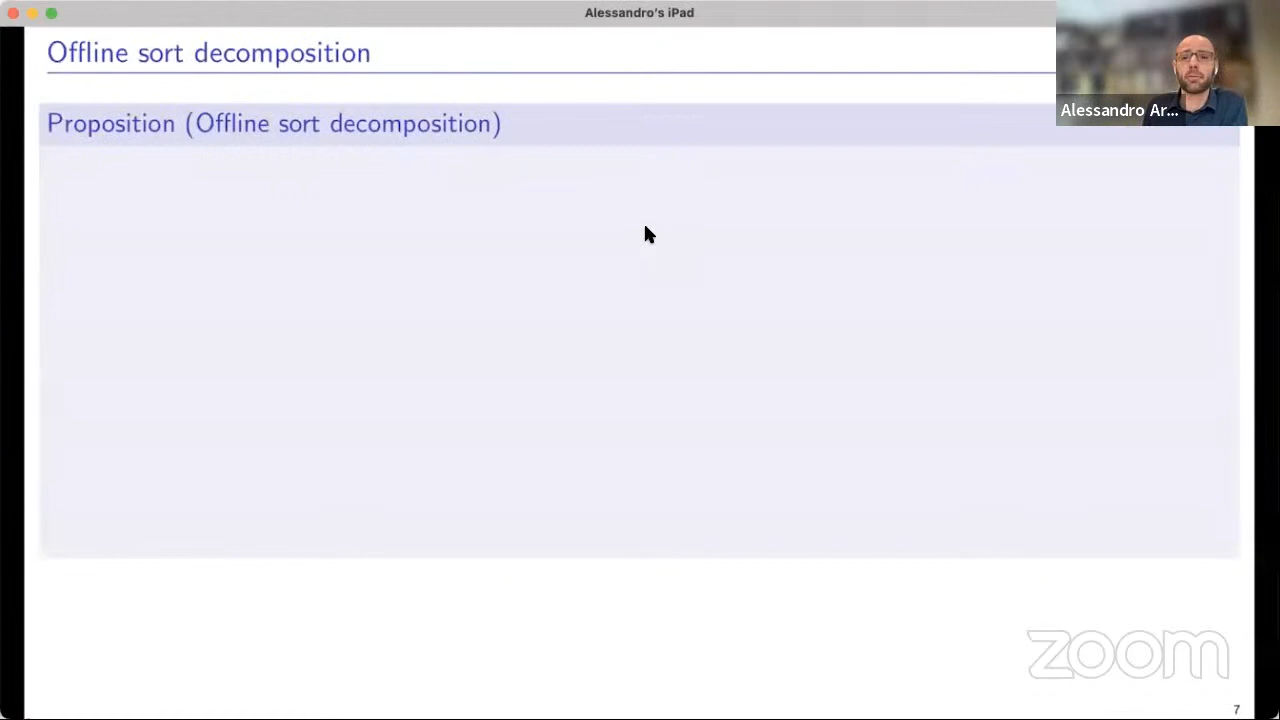 Alessandro's iPad
Offline sort decomposition
Alessandro Ar...
Proposition (Offline sort decomposition)
zoom
7